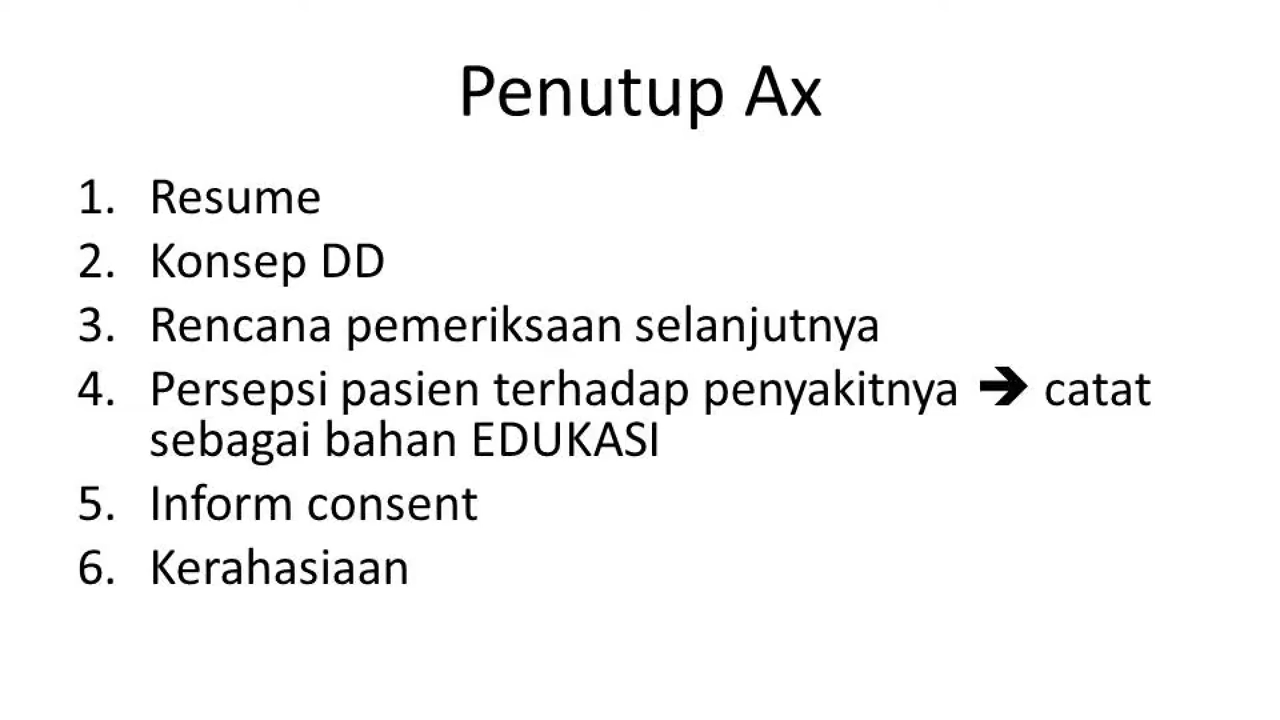 Penutup Ax
1. Resume
2. Konsep DD
3. Rencana pemeriksaan selanjutnya
4. Persepsi pasien terhadap penyakitnya ➔ catat
sebagai bahan EDUKASI
5. Inform consent
6. Kerahasiaan